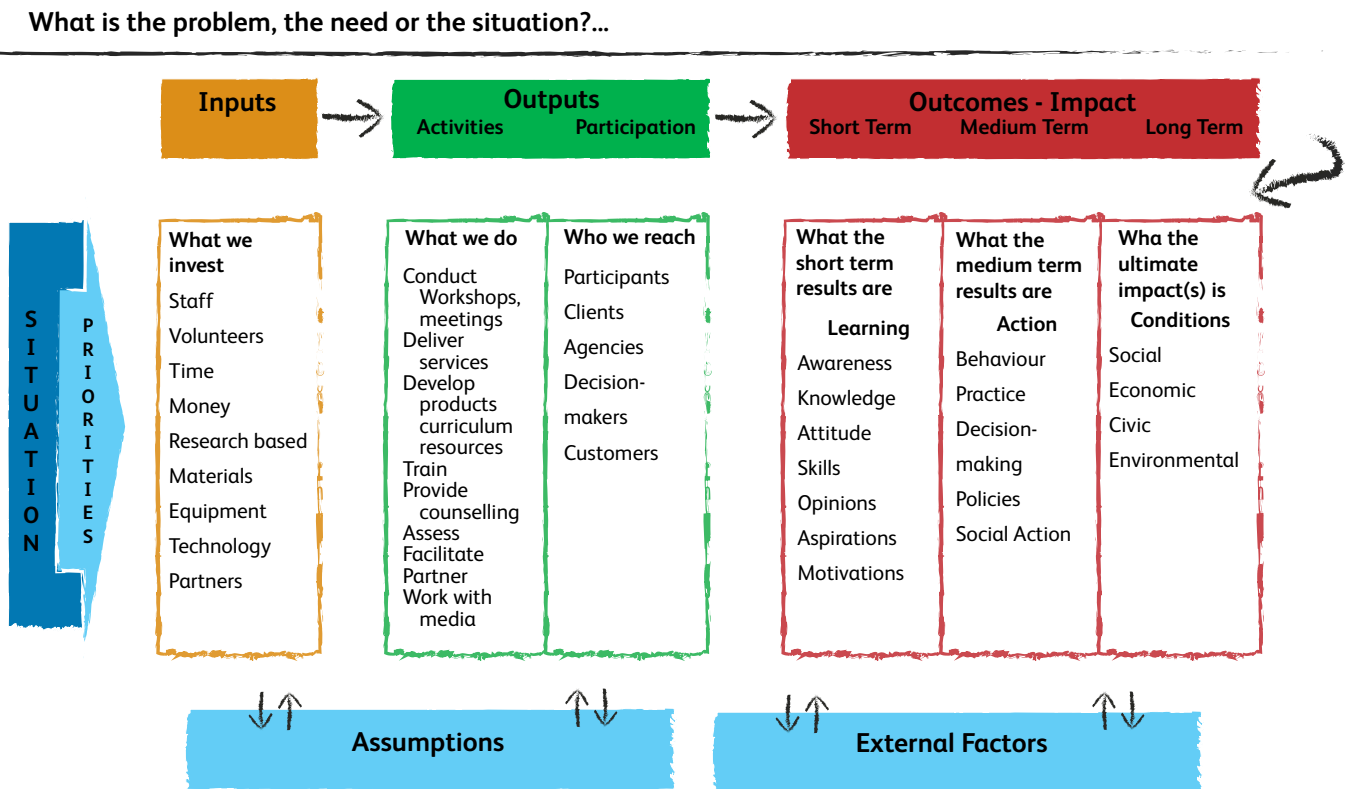 What is the problem, the need or the situation?...
Inputs
Outputs
Activities Participation
Outcomes - Impact
Short Term Medium Term Long Term
SITUATION
PRIORITIES
What we
invest
Staff
Volunteers
Time
Money
Research based
Materials
Equipment
Technology
Partners
What we do
Conduct
Workshops,
meetings
Deliver
services
Develop
products
curriculum
resources
Train
Provide
counselling
Assess
Facilitate
Partner
Work with
media
Who we reach
Participants
Clients
Agencies
Decision-
makers
Customers
What the
short term
results are
Learning
Awareness
Knowledge
Attitude
Skills
Opinions
Aspirations
Motivations
What the
medium term
results are
Action
Behaviour
Practice
Decision-
making
Policies
Social Action
Wha the
ultimate
impact(s) is
Conditions
Social
Economic
Civic
Environmental
Assumptions
External Factors